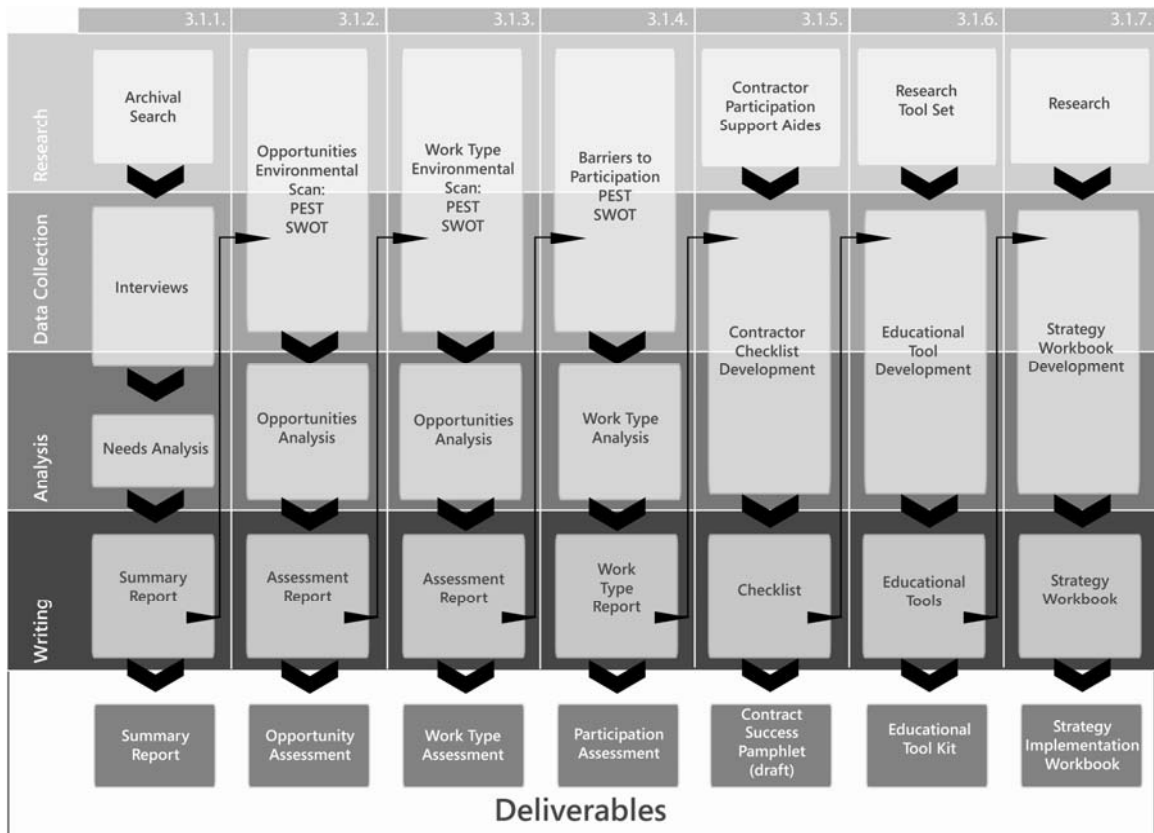 3.1.1.
3.1.2.
3.1.3.
3.1.4.
3.1.5.
3.1.6.
3.1.7.
Research
Archival
Search
Opportunities
Environmental
Scan:
PEST
SWOT
Work Type
Environmental
Scan:
PEST
SWOT
Barriers to
Participation
PEST
SWOT
Contractor
Participation
Support Aides
Research
Tool Set
Research
Data Collection
Interviews
Contractor
Checklist
Development
Educational
Tool
Development
Strategy
Workbook
Development
Analysis
Needs Analysis
Opportunities
Analysis
Opportunities
Analysis
Work Type
Analysis
Writing
Summary
Report
Assessment
Report
Assessment
Report
Work
Type
Report
Checklist
Educational
Tools
Strategy
Workbook
Summary
Report
Opportunity
Assessment
Work Type
Assessment
Participation
Assessment
Contract
Success
Pamphlet
(draft)
Educational
Tool Kit
Strategy
Implementation
Workbook
Deliverables